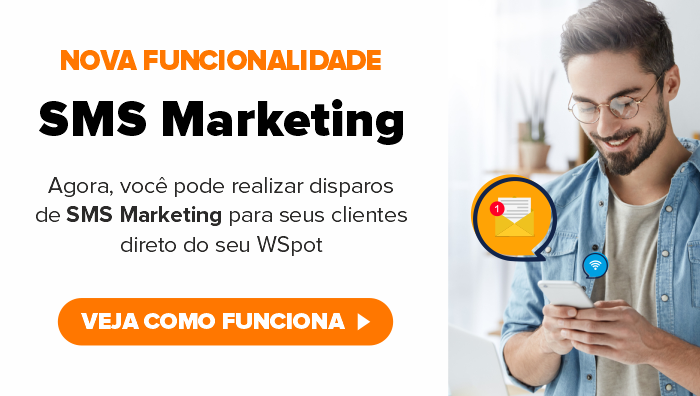 NOVA FUNCIONALIDADE
SMS Marketing
Agora, você pode realizar disparos
de SMS Marketing para seus clientes
direto do seu WSpot
VEJA COMO FUNCIONA
1